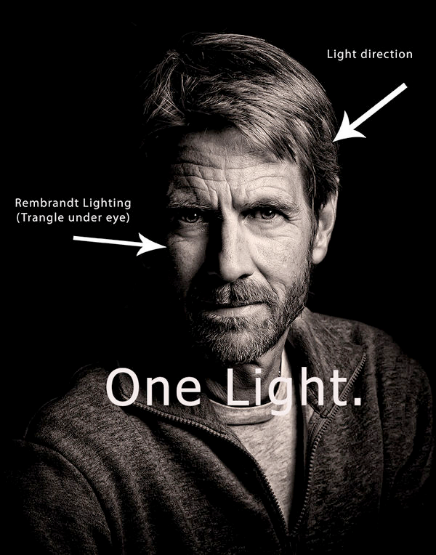 Light direction
Rembrandt Lighting
(Trangle under eye)
One Light.